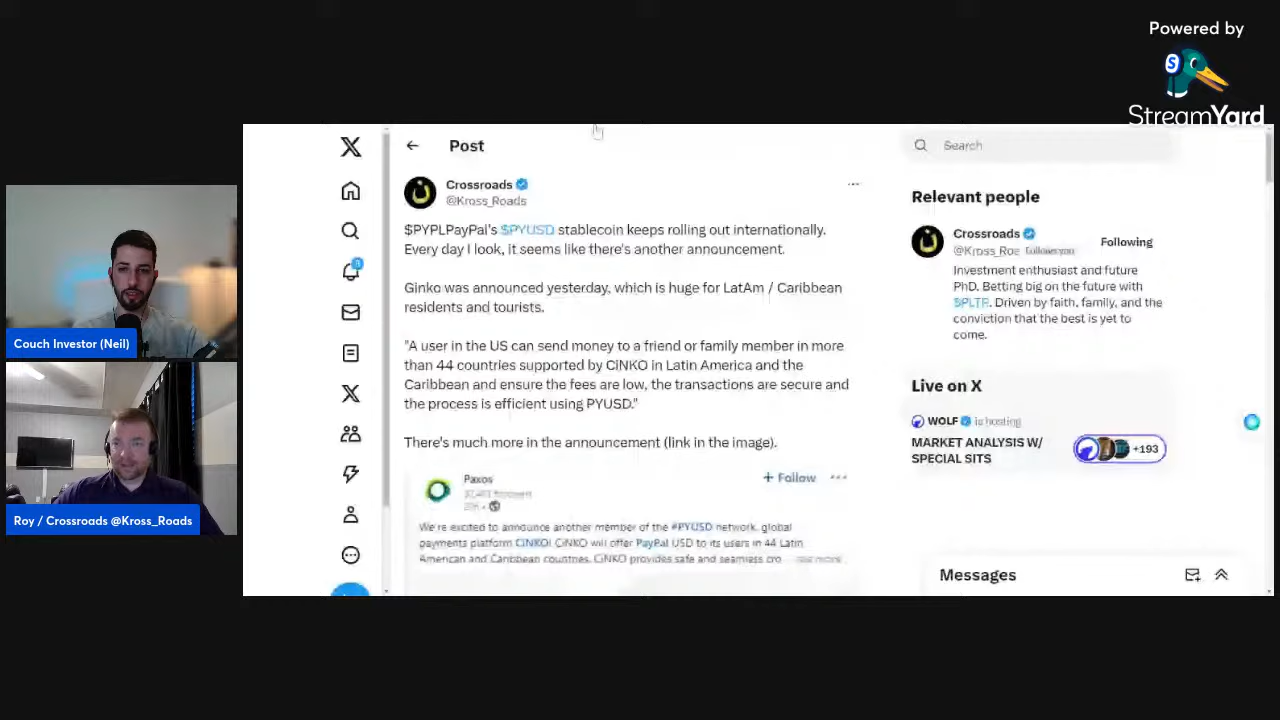 Powered by
StreamYard
Post
Search
Crossroads
@Kross_Roads
$PYPLPayPal's $PYUSD stablecoin keeps rolling out internationally.
Every day I look, it seems like there's another announcement.
Ginko was announced yesterday, which is huge for LatAm / Caribbean
residents and tourists.
"A user in the US can send money to a friend or family member in more
than 44 countries supported by CiNKO in Latin America and the
Caribbean and ensure the fees are low, the transactions are secure and
the process is efficient using PYUSD."
There's much more in the announcement (link in the image).
Paxos
+ Follow
We're excited to announce another member of the #PYUSD network, global
payments platform CiNKO! CiNKO will offer PayPal USD to its users in 44 Latin
American and Caribbean countries. CiNKO provides safe and seamless cro
see more
Relevant people
Crossroads
@Kross_Roa Follows you
Following
Investment enthusiast and future
PhD. Betting big on the future with
$PLTR. Driven by faith, family, and the
conviction that the best is yet to
come.
Live on X
WOLF is hosting
MARKET ANALYSIS W/
SPECIAL SITS
+193
Messages
Couch Investor (Neil)
Roy / Crossroads @Kross_Roads